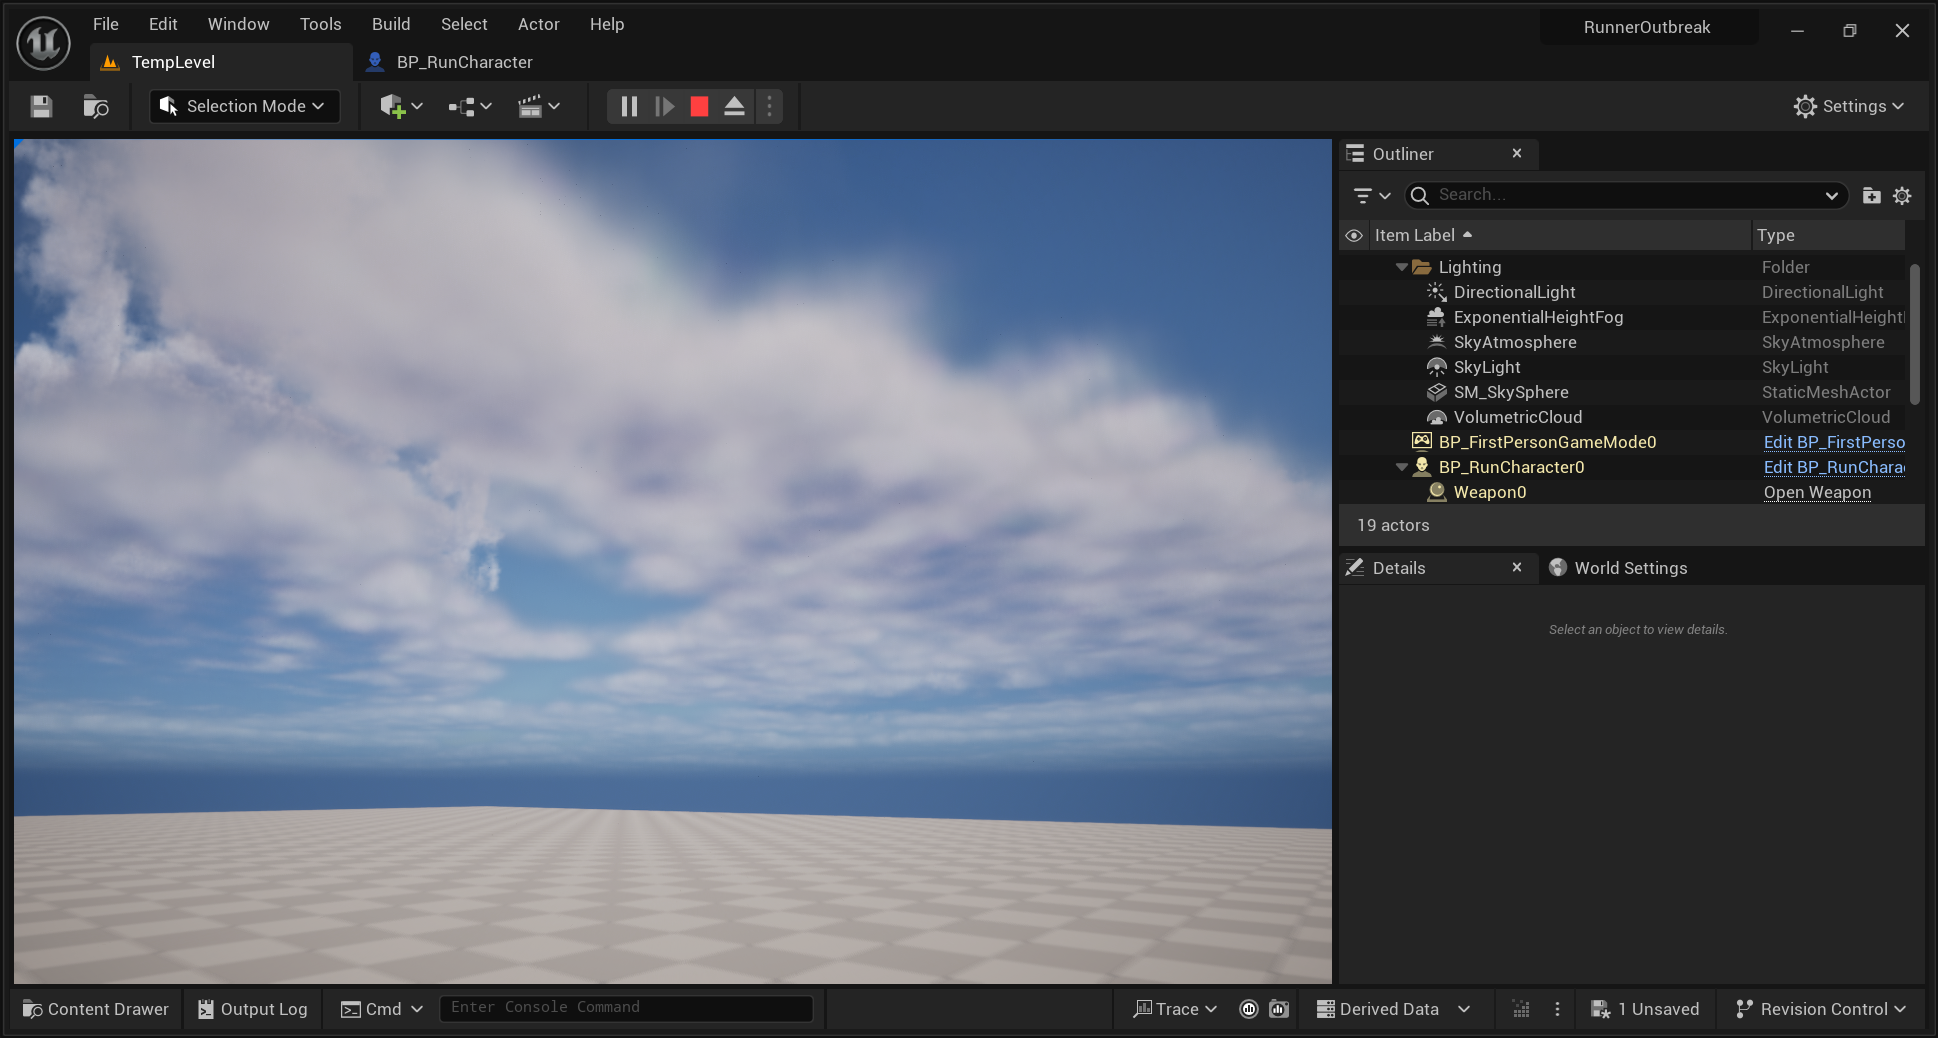 File Edit Window Tools Build Select Actor Help
RunnerOutbreak
TempLevel
BP_RunCharacter
Selection Mode
Settings
Outliner
Search...
Item Label Type
Lighting Folder
DirectionalLight DirectionalLight
ExponentialHeightFog ExponentialHeight
SkyAtmosphere SkyAtmosphere
SkyLight SkyLight
SM_SkySphere StaticMeshActor
VolumetricCloud VolumetricCloud
BP_FirstPersonGameMode0 Edit BP_FirstPerso
BP_RunCharacter0 Edit BP_RunChara
Weapon0 Open Weapon
19 actors
Details World Settings
Select an object to view details.
Content Drawer Output Log Cmd Enter Console Command Trace Derived Data 1 Unsaved Revision Control